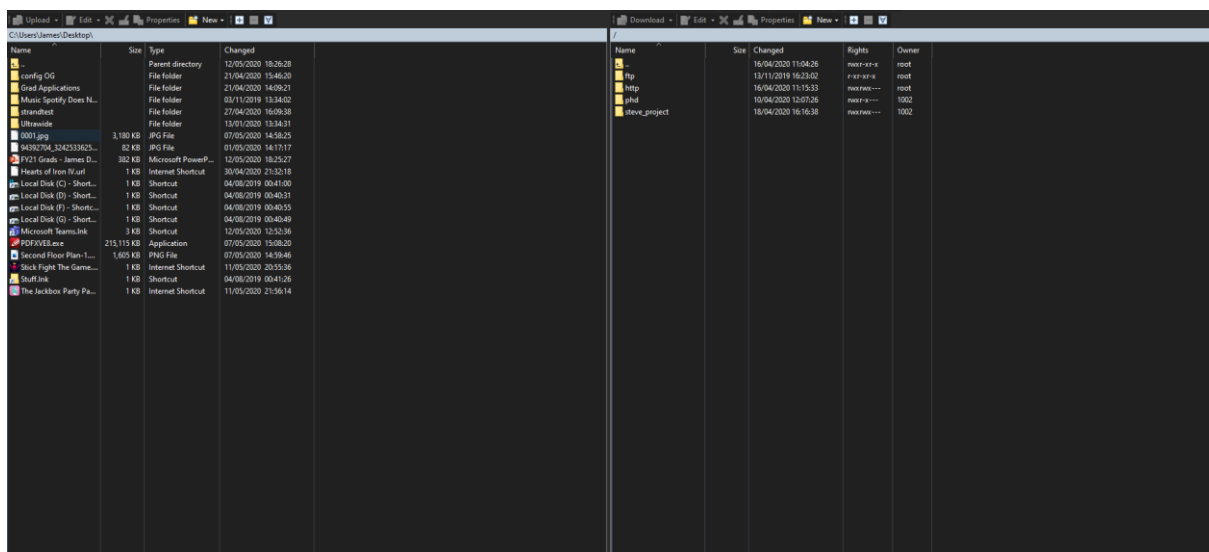 Upload Edit Properties New
C:\Users\James\Desktop\
Name Size Type Changed
.. Parent directory 12/05/2020 18:26:28
config OG File folder 21/04/2020 15:46:20
Grad Applications File folder 21/04/2020 14:09:21
Music Spotify Does N... File folder 03/11/2019 13:34:02
strandtest File folder 27/04/2020 16:09:38
Ultrawide File folder 13/01/2020 13:34:31
0001.jpg 3,180 KB JPG File 07/05/2020 14:58:25
94392704_3242533625... 82 KB JPG File 01/05/2020 14:17:17
FY21 Grads - James D... 382 KB Microsoft PowerP... 12/05/2020 18:25:27
Hearts of Iron IV.url 1 KB Internet Shortcut 30/04/2020 21:32:18
Local Disk (C) - Short... 1 KB Shortcut 04/08/2019 00:41:00
Local Disk (D) - Short... 1 KB Shortcut 04/08/2019 00:40:31
Local Disk (F) - Shortc... 1 KB Shortcut 04/08/2019 00:40:55
Local Disk (G) - Short... 1 KB Shortcut 04/08/2019 00:40:49
Microsoft Teams.lnk 3 KB Shortcut 12/05/2020 12:52:36
PDFXVE8.exe 215,115 KB Application 07/05/2020 15:08:20
Second Floor Plan-1.... 1,605 KB PNG File 07/05/2020 14:59:46
Stick Fight The Game.... 1 KB Internet Shortcut 11/05/2020 20:55:36
Stuff.lnk 1 KB Shortcut 04/08/2019 00:41:26
The Jackbox Party Pa... 1 KB Internet Shortcut 11/05/2020 21:56:14
Download Edit Properties New
/
Name Size Changed Rights Owner
.. 16/04/2020 11:04:26 rwxr-xr-x root
ftp 13/11/2019 16:23:02 r-xr-xr-x root
http 16/04/2020 11:15:33 rwxrwx--- root
phd 10/04/2020 12:07:26 rwxr-x--- 1002
steve_project 18/04/2020 16:16:38 rwxrwx--- 1002